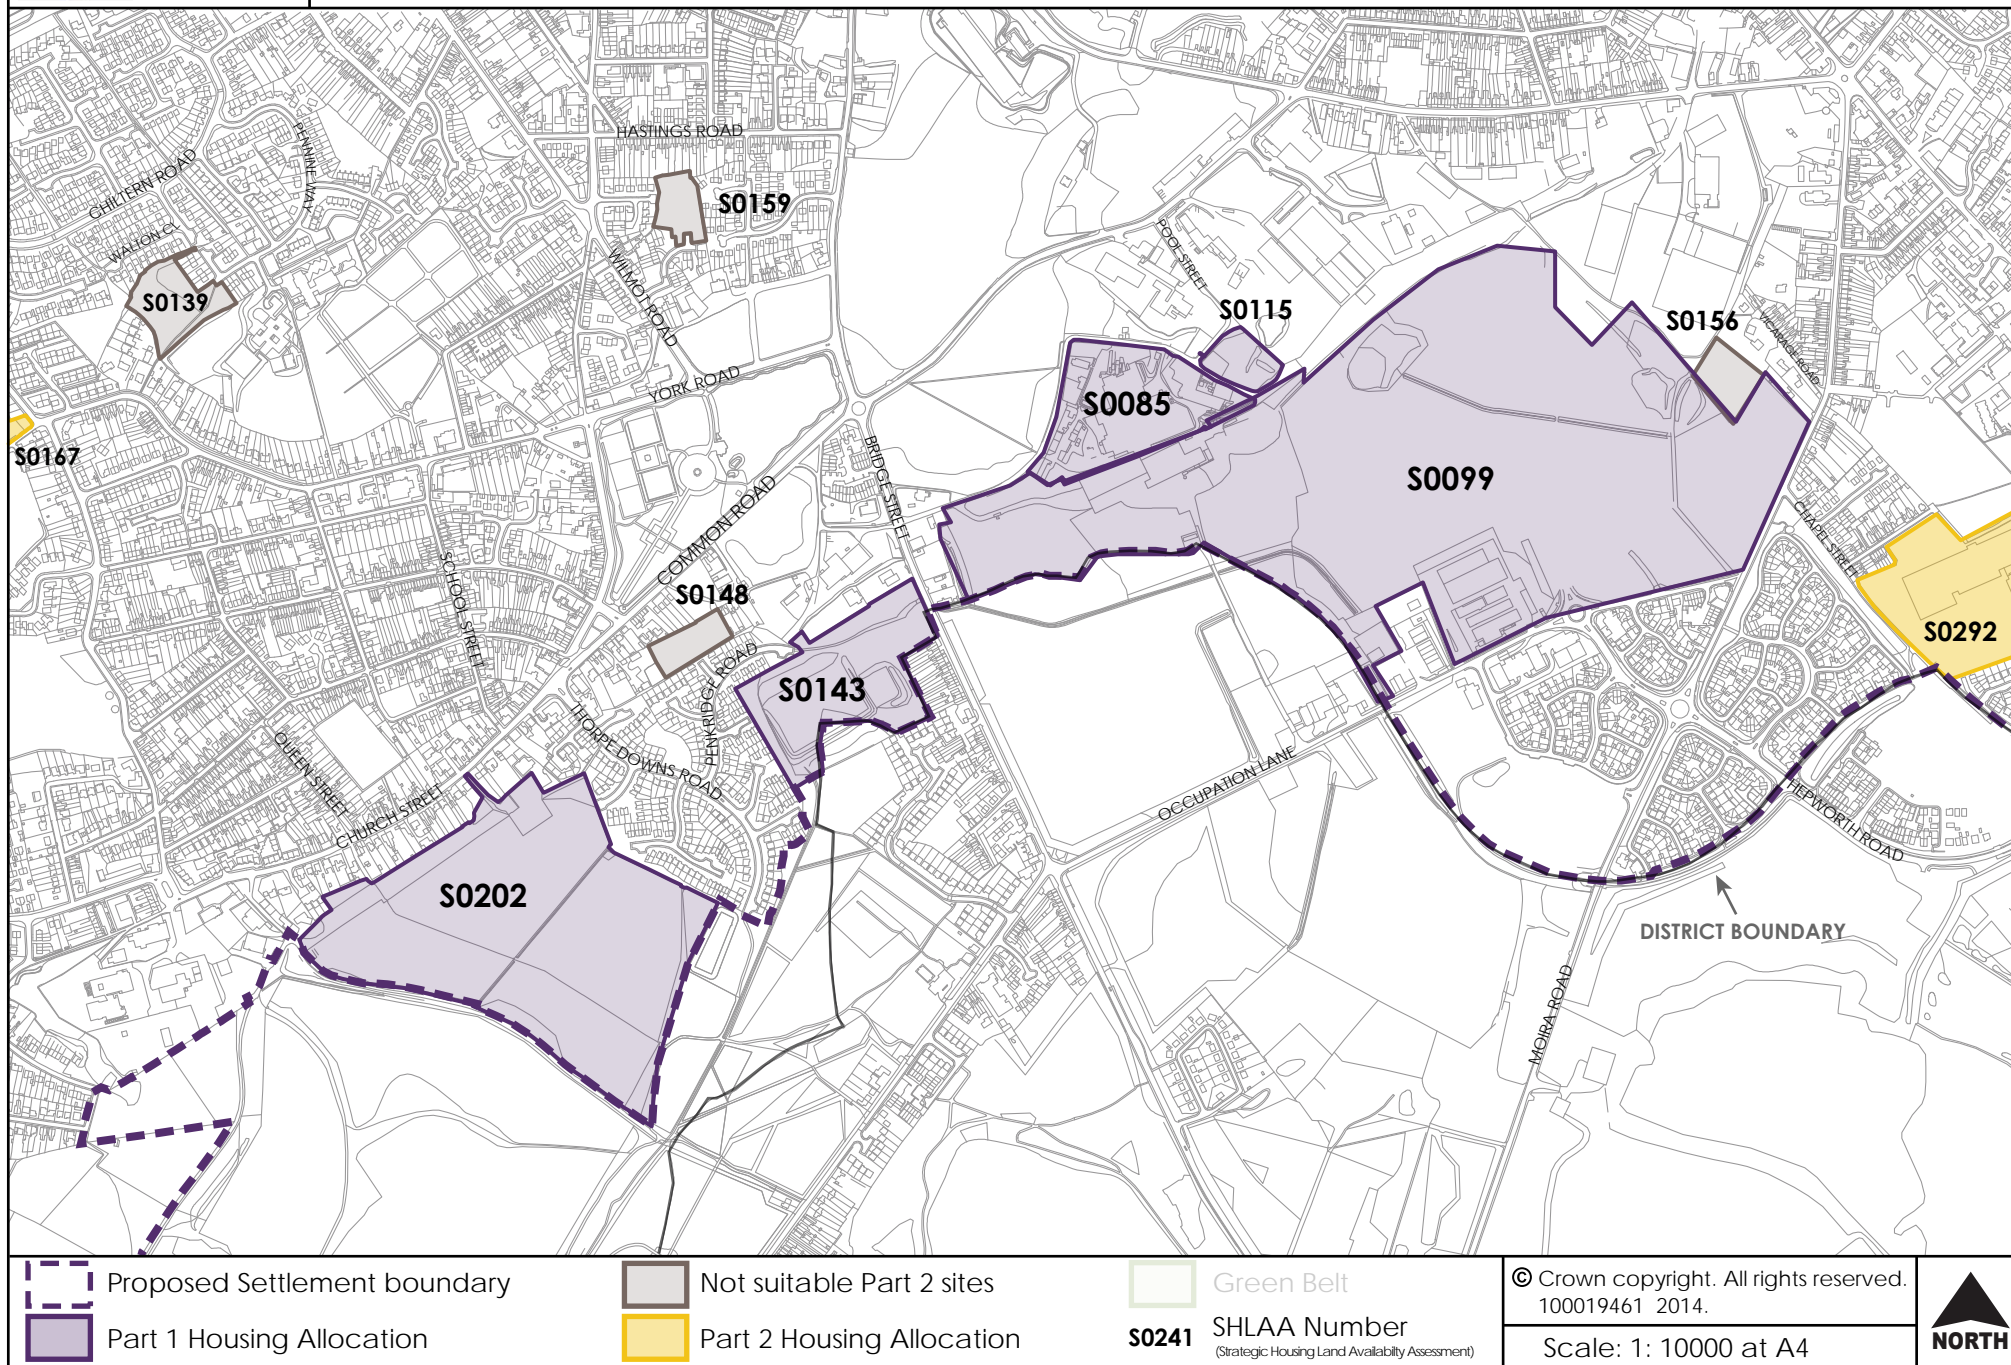 HASTINGS ROAD
PENNINE WAY
CHILTERN ROAD
S0159
WALTON CL
POOL STREET
WILMOT ROAD
S0139
S0115
S0156
VICARAGE ROAD
YORK ROAD
S0085
S0167
BRIDGE STREET
S0099
COMMON ROAD
CHAPEL STREET
SCHOOL STREET
S0148
S0292
PENKRIDGE ROAD
S0143
THORPE DOWNS ROAD
QUEEN STREET
OCCUPATION LANE
CHURCH STREET
HEPWORTH ROAD
S0202
DISTRICT BOUNDARY
MOIRA ROAD
Proposed Settlement boundary
Part 1 Housing Allocation
Not suitable Part 2 sites
Part 2 Housing Allocation
Green Belt
S0241 SHLAA Number
(Strategic Housing Land Availabilty Assessment)
© Crown copyright. All rights reserved.
100019461 2014.
Scale: 1: 10000 at A4
NORTH